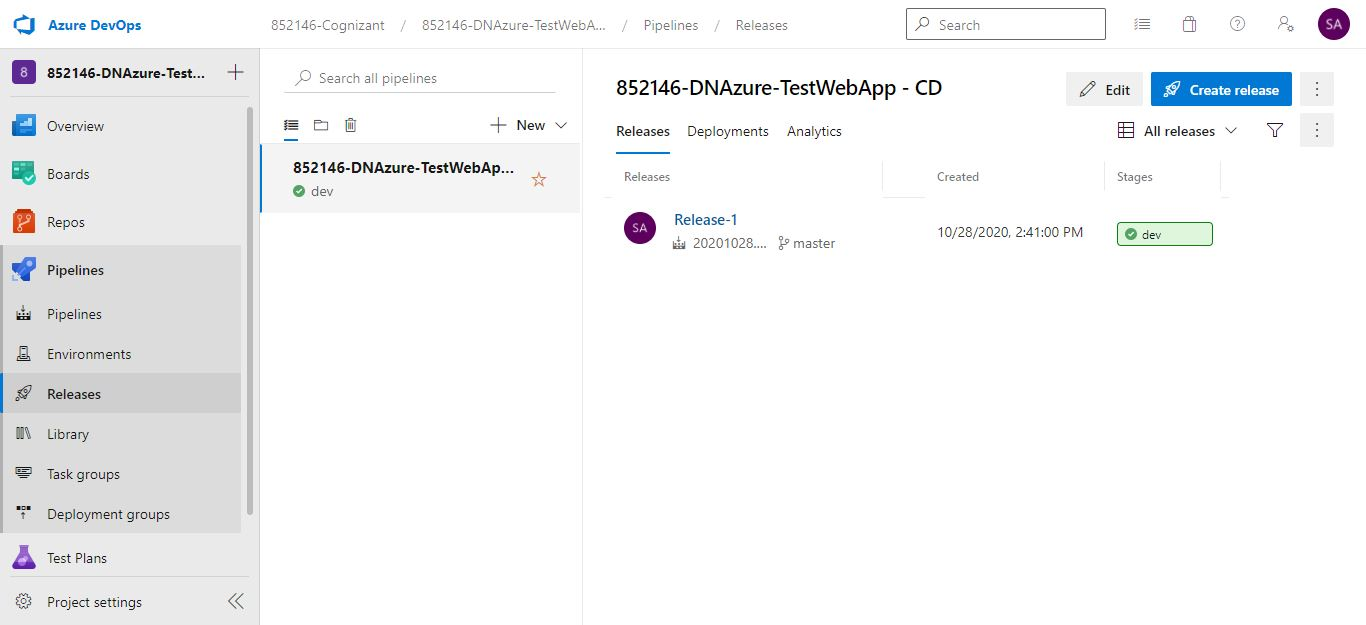 Azure DevOps
852146-Cognizant / 852146-DNAzure-TestWebA... / Pipelines / Releases
Search
SA
8
852146-DNAzure-Test...
Overview
Boards
Repos
Pipelines
Pipelines
Environments
Releases
Library
Task groups
Deployment groups
Test Plans
Project settings
Search all pipelines
New
852146-DNAzure-TestWebAp...
dev
852146-DNAzure-TestWebApp - CD
Edit
Create release
Releases Deployments Analytics
All releases
Releases Created Stages
SA
Release-1
20201028.... master
10/28/2020, 2:41:00 PM
dev